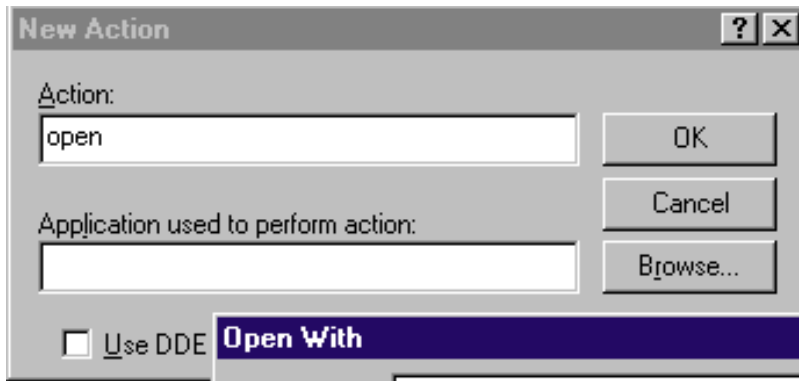 New Action
Action:
open
OK
Cancel
Application used to perform action:
Browse...
Use DDE
Open With